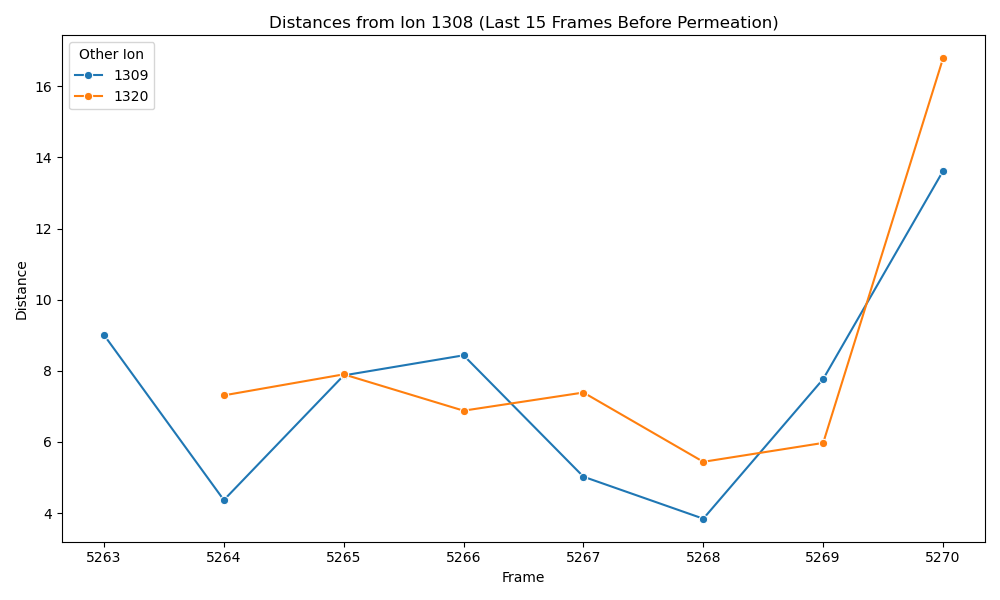 Distances from Ion 1308 (Last 15 Frames Before Permeation)
Other Ion
1309
1320
16
14
12
10
8
6
4
Distance
5263 5264 5265 5266 5267 5268 5269 5270
Frame